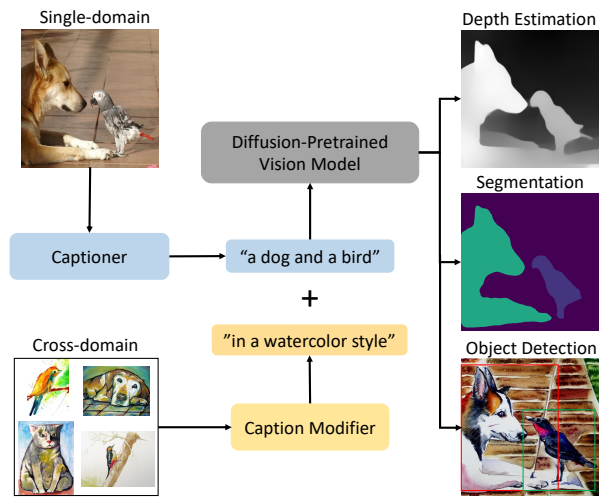 Single-domain
Depth Estimation
Diffusion-Pretrained
Vision Model
Segmentation
Captioner
“a dog and a bird”
+
”in a watercolor style”
Cross-domain
Object Detection
Caption Modifier